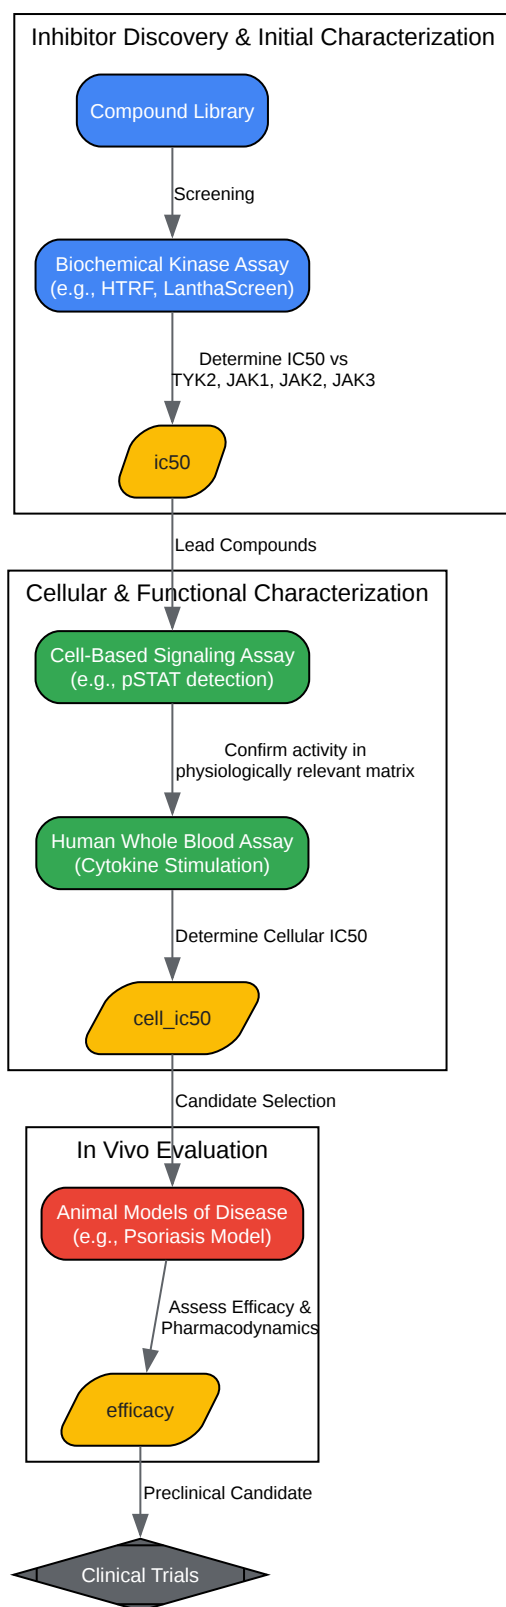 Inhibitor Discovery & Initial Characterization
Compound Library
Screening
Biochemical Kinase Assay
(e.g., HTRF, LanthaScreen)
Determine IC50 vs
TYK2, JAK1, JAK2, JAK3
ic50
Lead Compounds
Cellular & Functional Characterization
Cell-Based Signaling Assay
(e.g., pSTAT detection)
Confirm activity in
physiologically relevant matrix
Human Whole Blood Assay
(Cytokine Stimulation)
Determine Cellular IC50
cell_ic50
Candidate Selection
In Vivo Evaluation
Animal Models of Disease
(e.g., Psoriasis Model)
Assess Efficacy &
Pharmacodynamics
efficacy
Preclinical Candidate
Clinical Trials